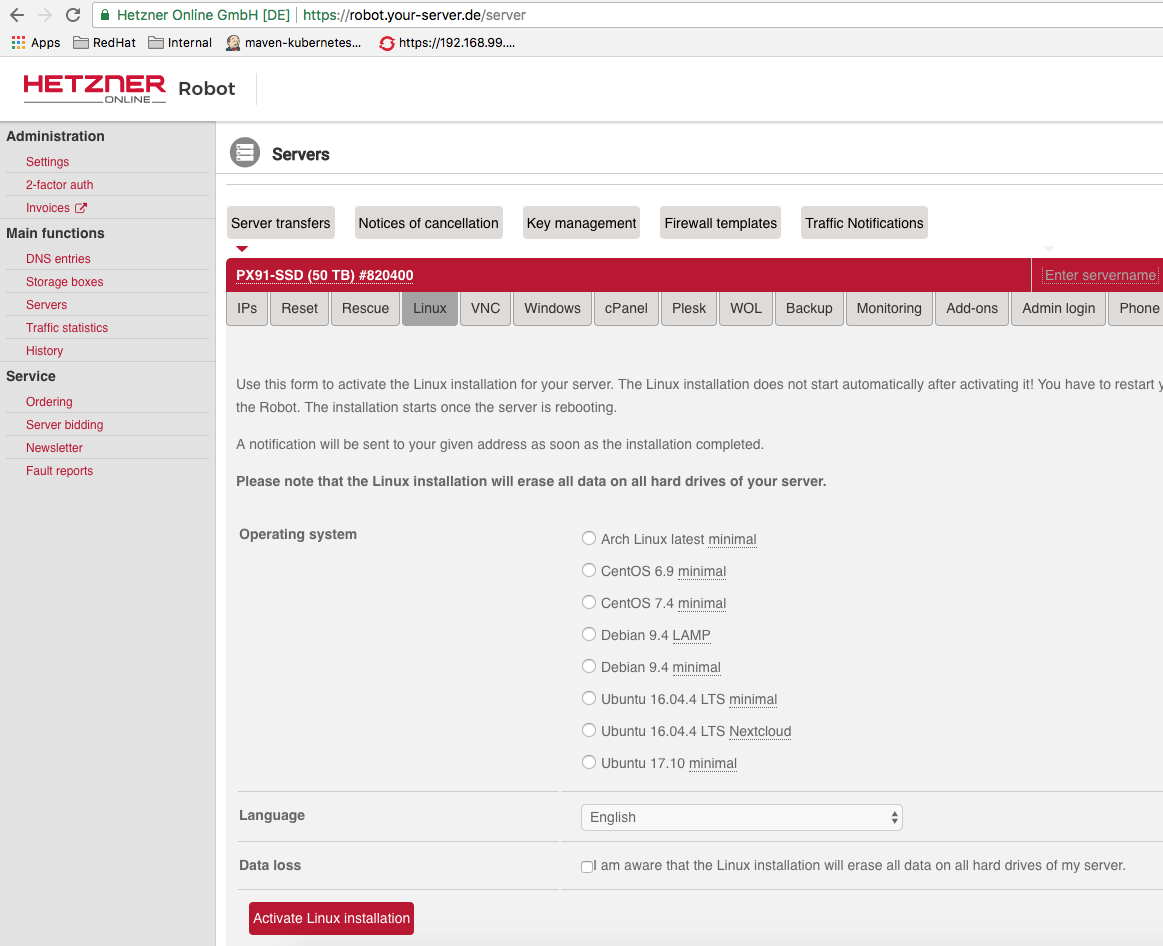 Hetzner Online GmbH [DE] | https://robot.your-server.de/server
Apps RedHat Internal maven-kubernetes... https://192.168.99....
HETZNER
ONLINE
Robot
Administration
Settings
2-factor auth
Invoices
Main functions
DNS entries
Storage boxes
Servers
Traffic statistics
History
Service
Ordering
Server bidding
Newsletter
Fault reports
Servers
Server transfers Notices of cancellation Key management Firewall templates Traffic Notifications
PX91-SSD (50 TB) #820400 Enter servername
IPs Reset Rescue Linux VNC Windows cPanel Plesk WOL Backup Monitoring Add-ons Admin login Phone
Use this form to activate the Linux installation for your server. The Linux installation does not start automatically after activating it! You have to restart y
the Robot. The installation starts once the server is rebooting.
A notification will be sent to your given address as soon as the installation completed.
Please note that the Linux installation will erase all data on all hard drives of your server.
Operating system
Arch Linux latest minimal
CentOS 6.9 minimal
CentOS 7.4 minimal
Debian 9.4 LAMP
Debian 9.4 minimal
Ubuntu 16.04.4 LTS minimal
Ubuntu 16.04.4 LTS Nextcloud
Ubuntu 17.10 minimal
Language English
Data loss I am aware that the Linux installation will erase all data on all hard drives of my server.
Activate Linux installation